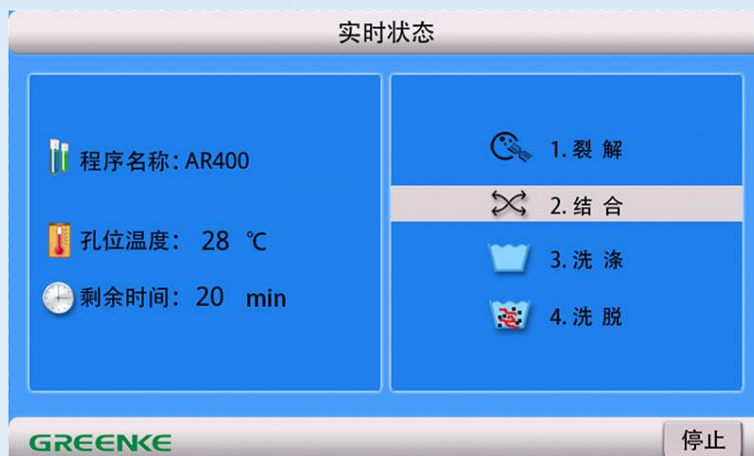 实时状态
程序名称：AR400
孔位温度： 28 ℃
剩余时间： 20 min
1.裂 解
2.结 合
3.洗 涤
4.洗 脱
GREENKE
停止